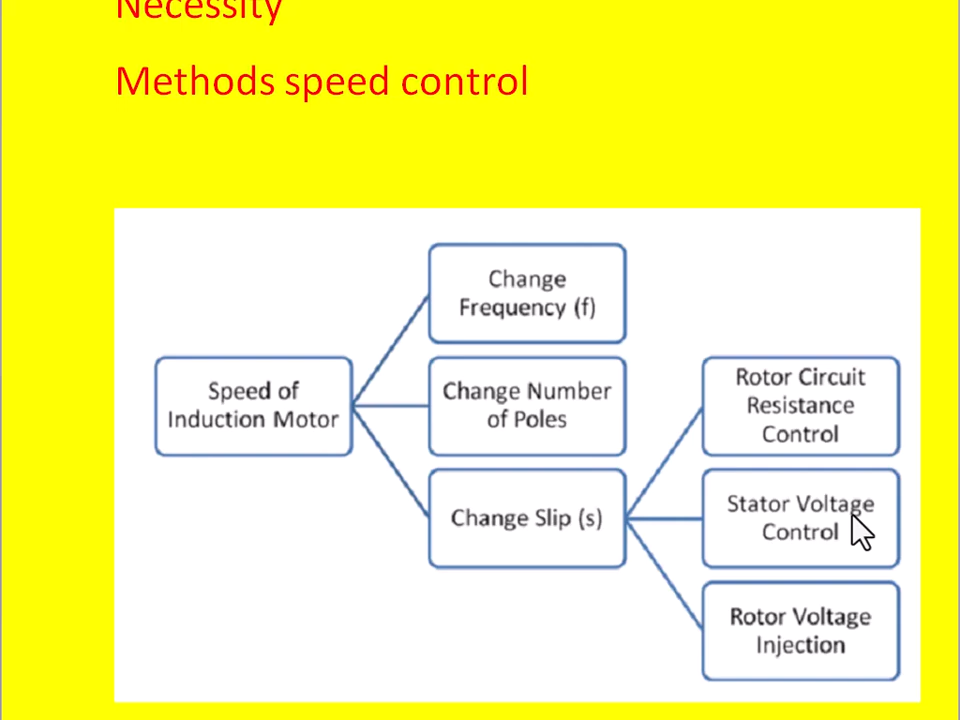 Necessity
Methods speed control
Change
Frequency (f)
Speed of
Induction Motor
Change Number
of Poles
Change Slip (s)
Rotor Circuit
Resistance
Control
Stator Voltage
Control
Rotor Voltage
Injection